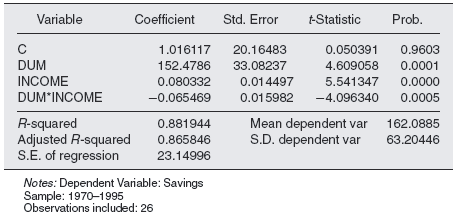 Variable Coefficient Std. Error t-Statistic Prob.
C 1.016117 20.16483 0.050391 0.9603
DUM 152.4786 33.08237 4.609058 0.0001
INCOME 0.080332 0.014497 5.541347 0.0000
DUM*INCOME −0.065469 0.015982 −4.096340 0.0005
R-squared 0.881944 Mean dependent var 162.0885
Adjusted R-squared 0.865846 S.D. dependent var 63.20446
S.E. of regression 23.14996
Notes: Dependent Variable: Savings
Sample: 1970–1995
Observations included: 26